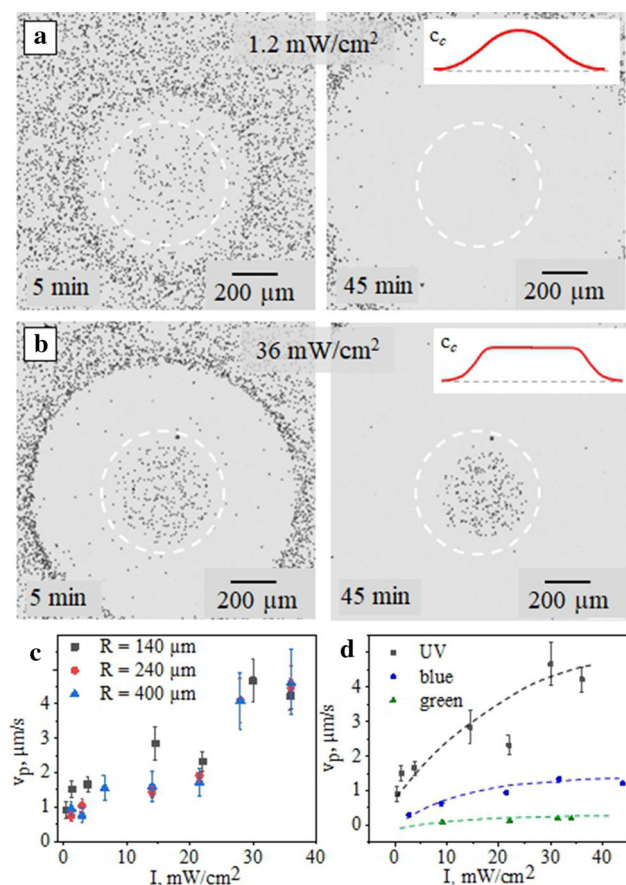 a
1.2 mW/cm²
c_c
5 min
200 µm
45 min
200 µm
b
36 mW/cm²
c_c
5 min
200 µm
45 min
200 µm
c
R = 140 µm
R = 240 µm
R = 400 µm
v_p, µm/s
5
4
3
2
1
0
0 10 20 30 40
I, mW/cm²
d
UV
blue
green
v_p, µm/s
5
4
3
2
1
0
0 10 20 30 40
I, mW/cm²